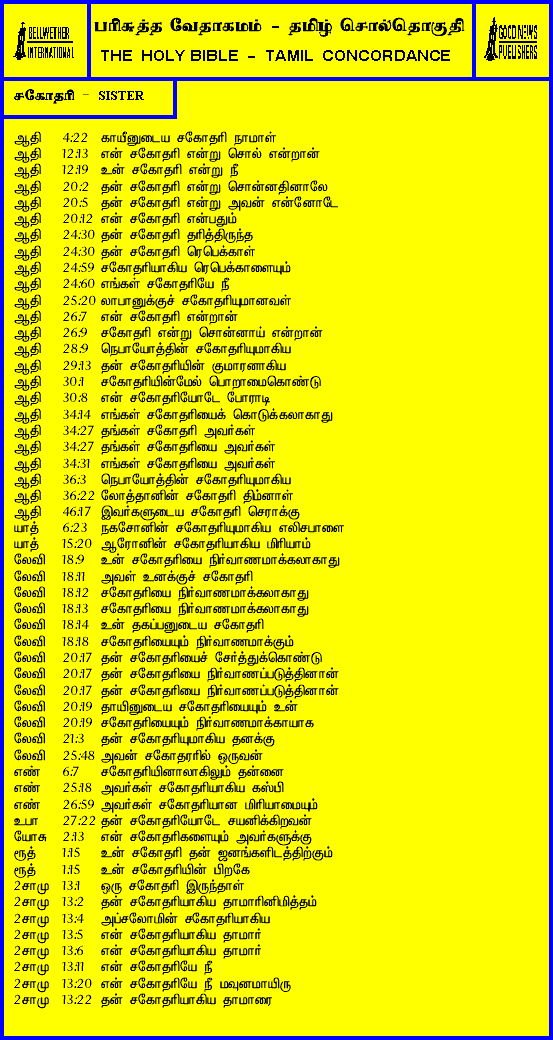 BELLWETHER
INTERNATIONAL
பரிசுத்த வேதாகமம் - தமிழ் சொல்தொகுதி
THE HOLY BIBLE - TAMIL CONCORDANCE
GOOD NEWS
PUBLISHERS
சகோதரி - SISTER
ஆதி 4:22 காயீனுடைய சகோதரி நாமாள்
ஆதி 12:13 என் சகோதரி என்று சொல் என்றான்
ஆதி 12:19 உன் சகோதரி என்று நீ
ஆதி 20:2 தன் சகோதரி என்று சொன்னதினாலே
ஆதி 20:5 தன் சகோதரி என்று அவன் என்னோடே
ஆதி 20:12 என் சகோதரி என்பதும்
ஆதி 24:30 தன் சகோதரி தரித்திருந்த
ஆதி 24:30 தன் சகோதரி ரெபெக்காள்
ஆதி 24:59 சகோதரியாகிய ரெபெக்காளையும்
ஆதி 24:60 எங்கள் சகோதரியே நீ
ஆதி 25:20 லாபானுக்குச் சகோதரியுமானவள்
ஆதி 26:7 என் சகோதரி என்றான்
ஆதி 26:9 சகோதரி என்று சொன்னாய் என்றான்
ஆதி 28:9 நெபாயோத்தின் சகோதரியுமாகிய
ஆதி 29:13 தன் சகோதரியின் குமாரனாகிய
ஆதி 30:1 சகோதரியின்மேல் பொறாமைகொண்டு
ஆதி 30:8 என் சகோதரியோடே போராடி
ஆதி 34:14 எங்கள் சகோதரியைக் கொடுக்கலாகாது
ஆதி 34:27 தங்கள் சகோதரி அவர்கள்
ஆதி 34:27 தங்கள் சகோதரியை அவர்கள்
ஆதி 34:31 எங்கள் சகோதரியை அவர்கள்
ஆதி 36:3 நெபாயோத்தின் சகோதரியுமாகிய
ஆதி 36:22 லோத்தானின் சகோதரி திம்னாள்
ஆதி 46:17 இவர்களுடைய சகோதரி செராக்கு
யாத் 6:23 நகசோனின் சகோதரியுமாகிய எலிசபாளை
யாத் 15:20 ஆரோனின் சகோதரியாகிய மிரியாம்
லேவி 18:9 உன் சகோதரியை நிர்வாணமாக்கலாகாது
லேவி 18:11 அவள் உனக்குச் சகோதரி
லேவி 18:12 சகோதரியை நிர்வாணமாக்கலாகாது
லேவி 18:13 சகோதரியை நிர்வாணமாக்கலாகாது
லேவி 18:14 உன் தகப்பனுடைய சகோதரி
லேவி 18:18 சகோதரியையும் நிர்வாணமாக்கும்
லேவி 20:17 தன் சகோதரியைச் சேர்த்துக்கொண்டு
லேவி 20:17 தன் சகோதரியை நிர்வாணப்படுத்தினான்
லேவி 20:17 தன் சகோதரியை நிர்வாணப்படுத்தினான்
லேவி 20:19 தாயினுடைய சகோதரியையும் உன்
லேவி 20:19 சகோதரியையும் நிர்வாணமாக்காயாக
லேவி 21:3 தன் சகோதரியுமாகிய தனக்கு
லேவி 25:48 அவன் சகோதரரில் ஒருவன்
எண் 6:7 சகோதரியினாலாகிலும் தன்னை
எண் 25:18 அவர்கள் சகோதரியாகிய கஸ்பி
எண் 26:59 அவர்கள் சகோதரியான மிரியாமையும்
உபா 27:22 தன் சகோதரியோடே சயனிக்கிறவன்
யோசு 2:13 என் சகோதரிகளையும் அவர்களுக்கு
ரூத் 1:15 உன் சகோதரி தன் ஜனங்களிடத்திற்கும்
ரூத் 1:15 உன் சகோதரியின் பிறகே
2சாமு 13:1 ஒரு சகோதரி இருந்தாள்
2சாமு 13:2 தன் சகோதரியாகிய தாமாரினிமித்தம்
2சாமு 13:4 அப்சலோமின் சகோதரியாகிய
2சாமு 13:5 என் சகோதரியாகிய தாமார்
2சாமு 13:6 என் சகோதரியாகிய தாமார்
2சாமு 13:11 என் சகோதரியே நீ
2சாமு 13:20 என் சகோதரியே நீ மவுனமாயிரு
2சாமு 13:22 தன் சகோதரியாகிய தாமாரை